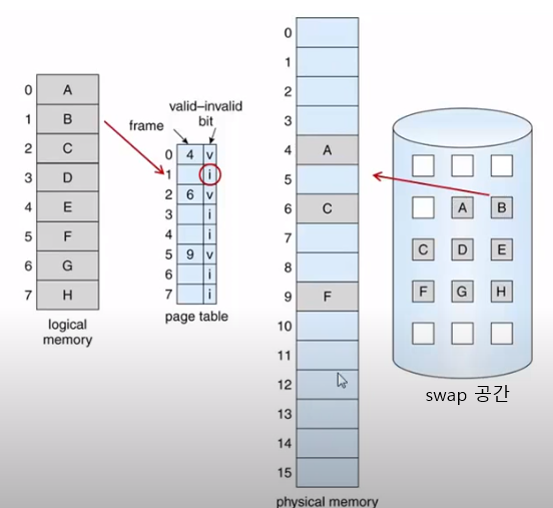 0 A
1 B
2 C
3 D
4 E
5 F
6 G
7 H
logical
memory
valid–invalid
bit
frame
0 4 v
1 i
2 6 v
3 i
4 i
5 9 v
6 i
7 i
page table
0
1
2
3
4 A
5
6 C
7
8
9 F
10
11
12
13
14
15
physical memory
A B
C D E
F G H
swap 공간